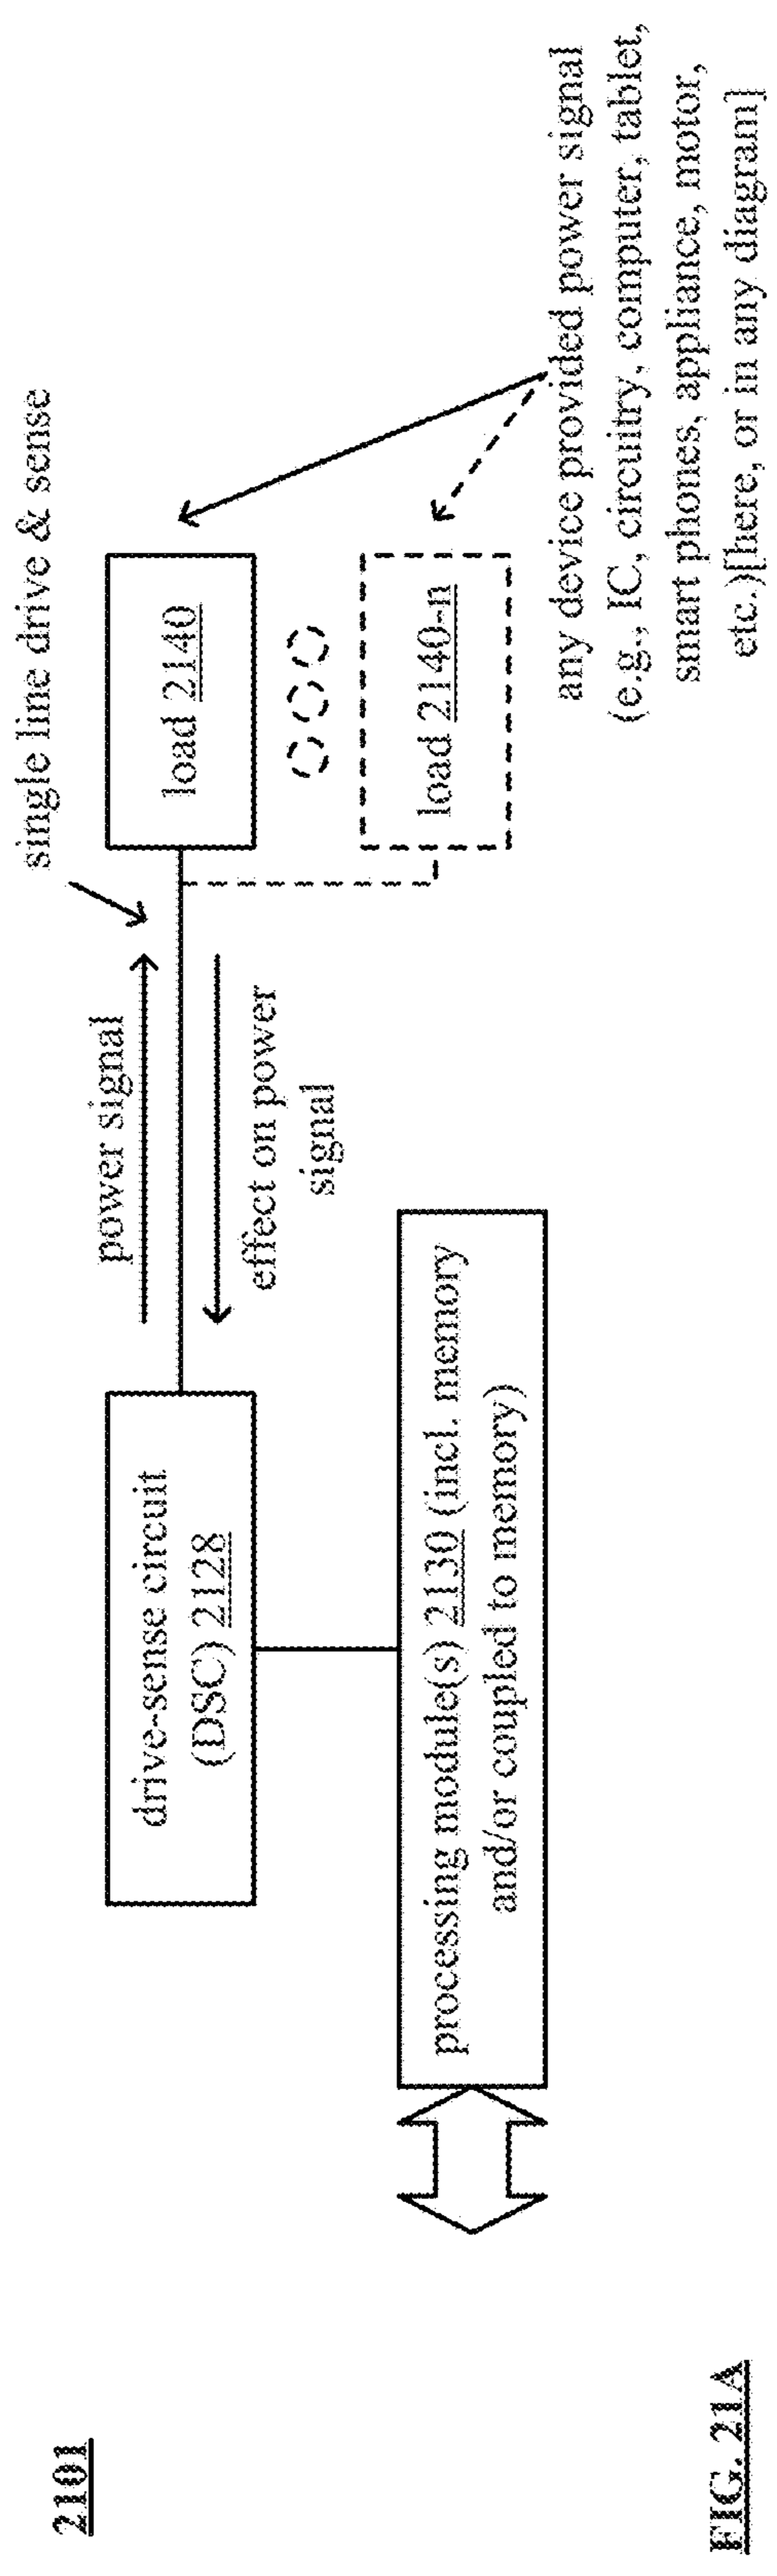 2101
single line drive & sense
power signal
drive-sense circuit
(DSC) 2128
load 2140
effect on power
signal
load 2140-n
processing module(s) 2130 (incl. memory
and/or coupled to memory)
any device provided power signal
(e.g., IC, circuitry, computer, tablet,
smart phones, appliance, motor,
etc.)[here, or in any diagram]
FIG. 21A